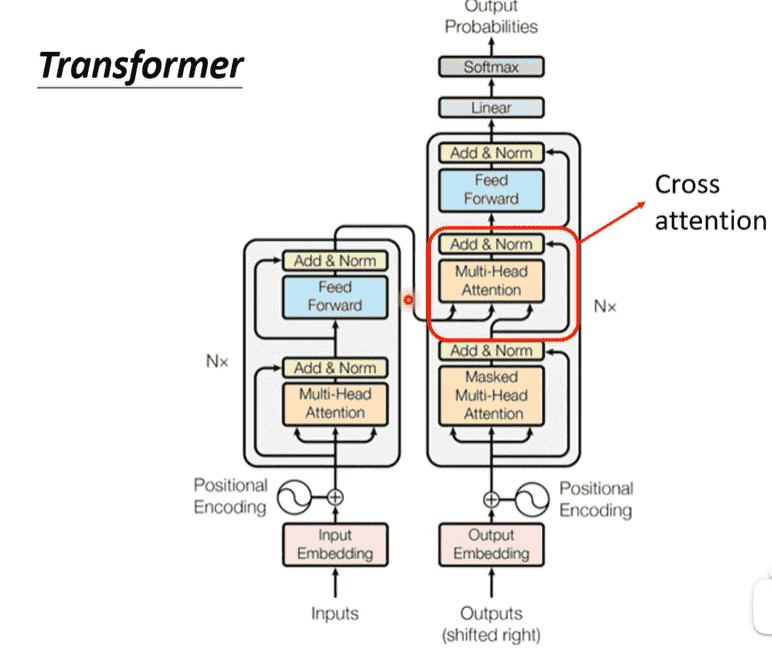 Transformer
Output
Probabilities
Softmax
Linear
Add & Norm
Feed
Forward
Add & Norm
Multi-Head
Attention
Cross
attention
Nx
Add & Norm
Masked
Multi-Head
Attention
Positional
Encoding
Output
Embedding
Outputs
(shifted right)
Add & Norm
Feed
Forward
Nx
Add & Norm
Multi-Head
Attention
Positional
Encoding
Input
Embedding
Inputs